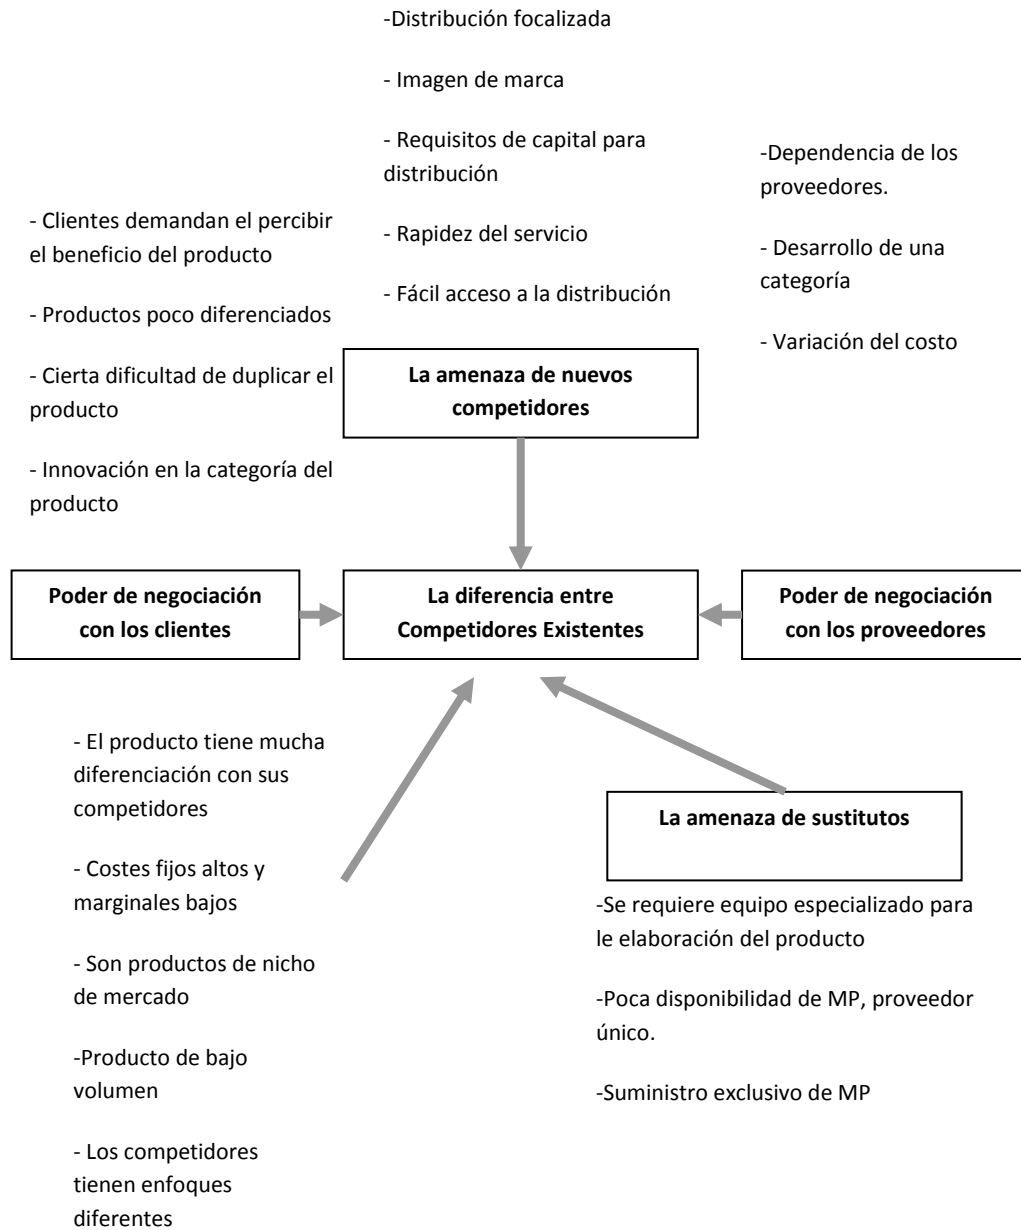 -Distribución focalizada
- Imagen de marca
- Requisitos de capital para
distribución
- Rapidez del servicio
- Fácil acceso a la distribución
-Dependencia de los
proveedores.
- Desarrollo de una
categoría
- Variación del costo
- Clientes demandan el percibir
el beneficio del producto
- Productos poco diferenciados
- Cierta dificultad de duplicar el
producto
- Innovación en la categoría del
producto
La amenaza de nuevos
competidores
Poder de negociación
con los clientes
La diferencia entre
Competidores Existentes
Poder de negociación
con los proveedores
- El producto tiene mucha
diferenciación con sus
competidores
- Costes fijos altos y
marginales bajos
- Son productos de nicho
de mercado
-Producto de bajo
volumen
- Los competidores
tienen enfoques
diferentes
La amenaza de sustitutos
-Se requiere equipo especializado para
le elaboración del producto
-Poca disponibilidad de MP, proveedor
único.
-Suministro exclusivo de MP